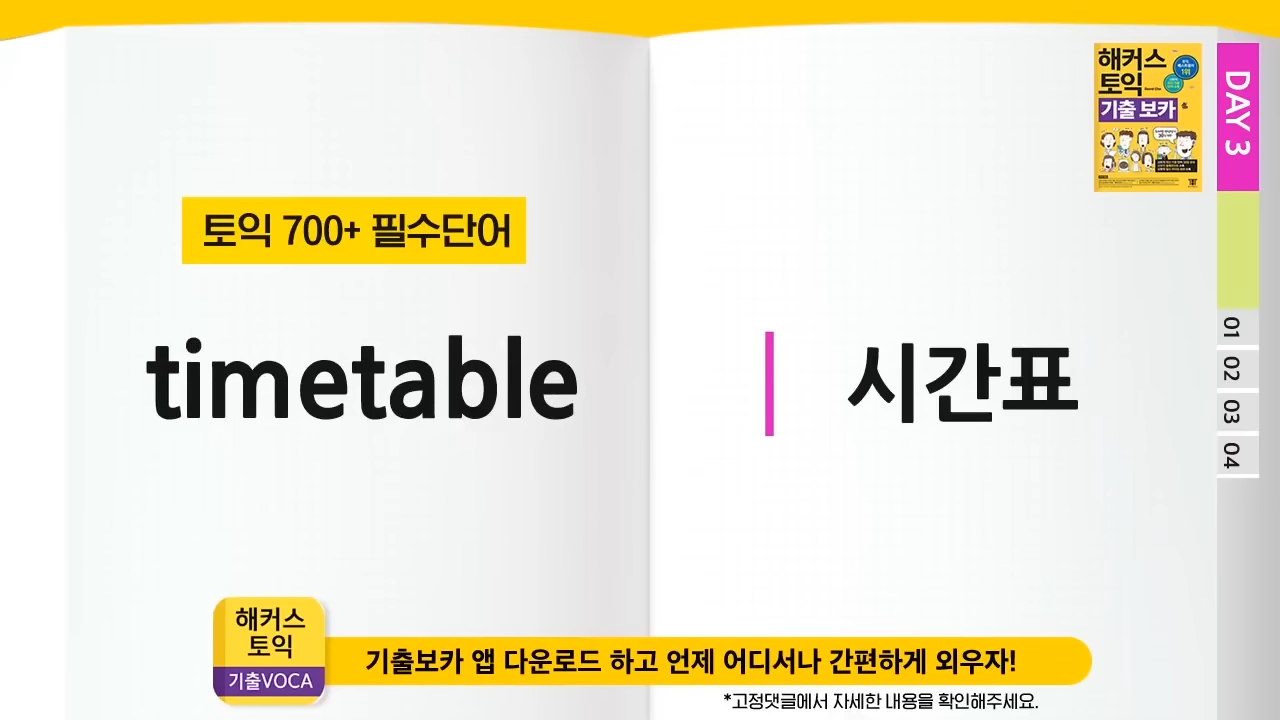 토익 700+ 필수단어
timetable
시간표
해커스
토익
기출 보카
DAY 3
01
02
03
04
해커스
토익
기출VOCA
기출보카 앱 다운로드 하고 언제 어디서나 간편하게 외우자!
*고정댓글에서 자세한 내용을 확인해주세요.